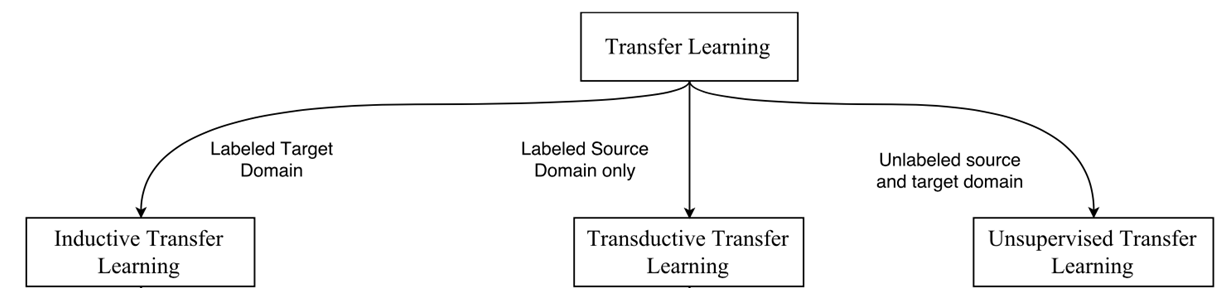 Transfer Learning
Labeled Target
Domain
Labeled Source
Domain only
Unlabeled source
and target domain
Inductive Transfer
Learning
Transductive Transfer
Learning
Unsupervised Transfer
Learning